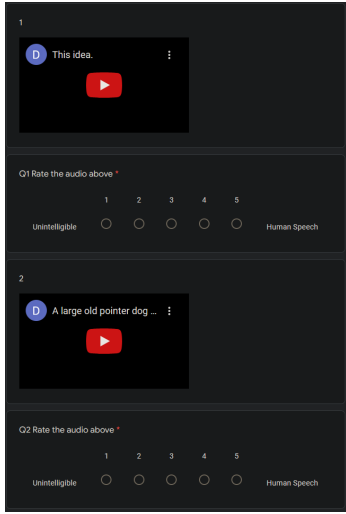 1
D This idea.
Q1 Rate the audio above *
1 2 3 4 5
Unintelligible Human Speech
2
D A large old pointer dog ...
Q2 Rate the audio above *
1 2 3 4 5
Unintelligible Human Speech